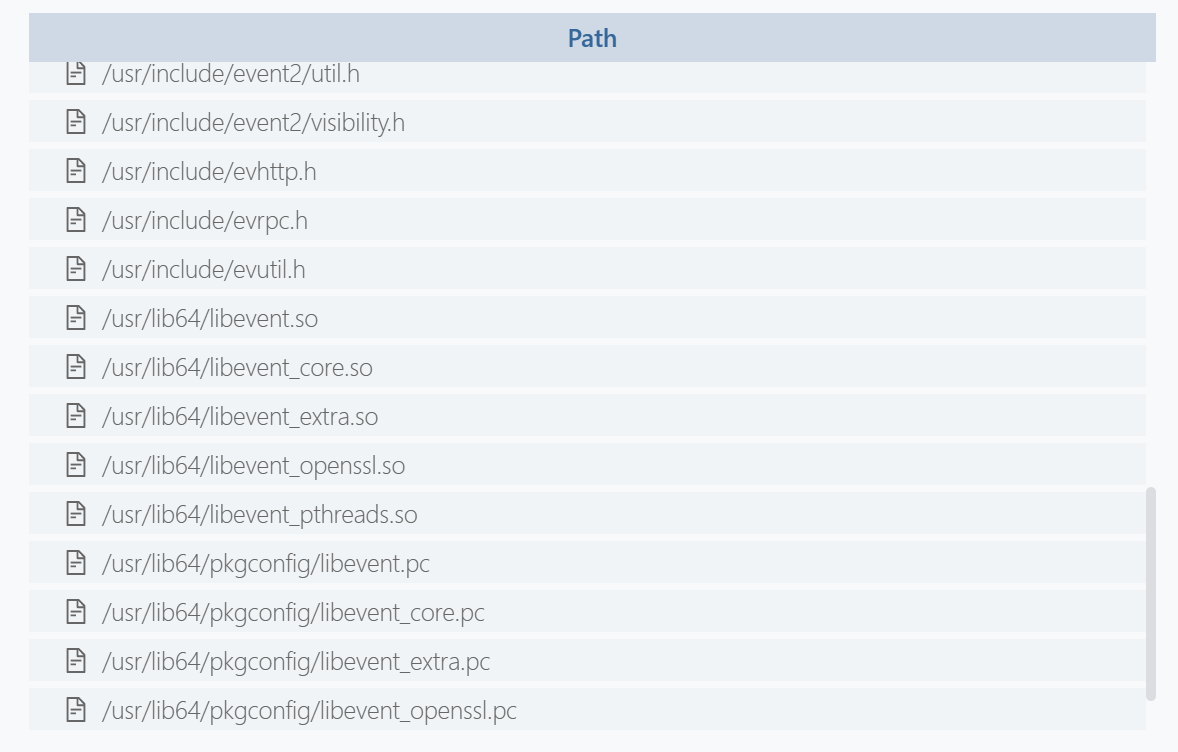 Path
/usr/include/event2/util.h
/usr/include/event2/visibility.h
/usr/include/evhttp.h
/usr/include/evrpc.h
/usr/include/evutil.h
/usr/lib64/libevent.so
/usr/lib64/libevent_core.so
/usr/lib64/libevent_extra.so
/usr/lib64/libevent_openssl.so
/usr/lib64/libevent_pthreads.so
/usr/lib64/pkgconfig/libevent.pc
/usr/lib64/pkgconfig/libevent_core.pc
/usr/lib64/pkgconfig/libevent_extra.pc
/usr/lib64/pkgconfig/libevent_openssl.pc